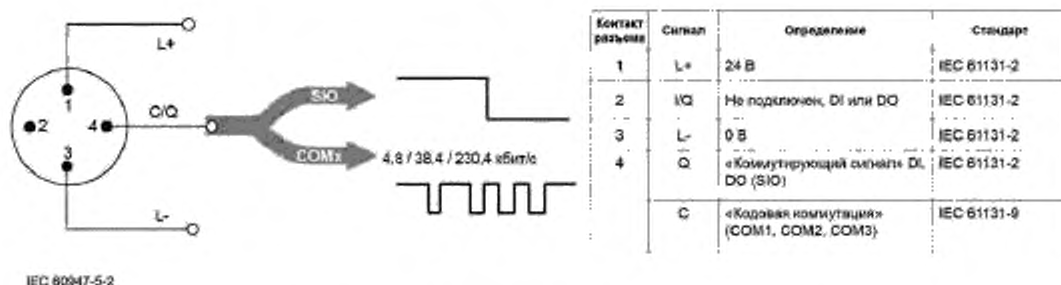 L+
1
2
3
4
C/Q
L-
SIO
COMx
4,8 / 38,4 / 230,4 кбит/с
IEC 60947-5-2
Контакт разъема Сигнал Определение Стандарт
1 L+ 24 В IEC 61131-2
2 I/Q Не подключен, DI или DO IEC 61131-2
3 L- 0 В IEC 61131-2
4 Q «Коммутирующий сигнал» DI, IEC 61131-2
DO (SIO)
C «Кодовая коммутация» IEC 61131-9
(COM1, COM2, COM3)